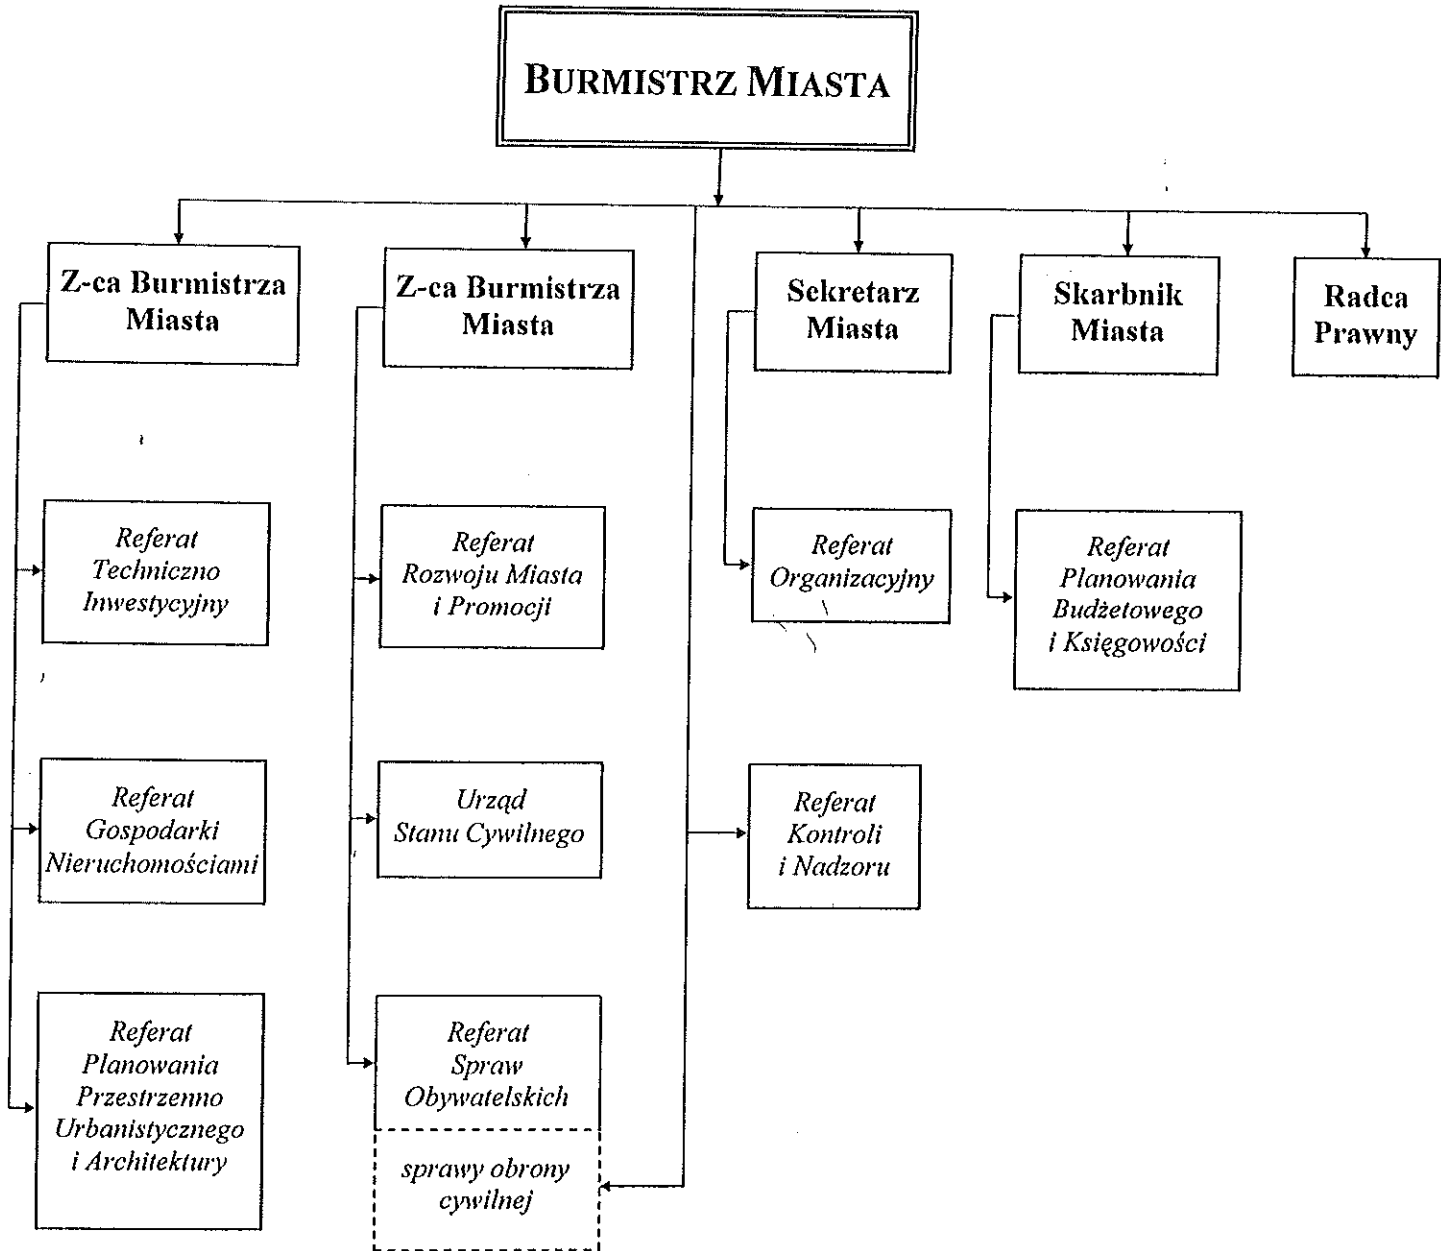 BURMISTRZ MIASTA
Z-ca Burmistrza
Miasta
Z-ca Burmistrza
Miasta
Sekretarz
Miasta
Skarbnik
Miasta
Radca
Prawny
Referat
Techniczno
Inwestycyjny
Referat
Rozwoju Miasta
i Promocji
Referat
Organizacyjny
Referat
Planowania
Budżetowego
i Księgowości
Referat
Gospodarki
Nieruchomościami
Urząd
Stanu Cywilnego
Referat
Kontroli
i Nadzoru
Referat
Planowania
Przestrzenno
Urbanistycznego
i Architektury
Referat
Spraw
Obywatelskich
sprawy obrony
cywilnej